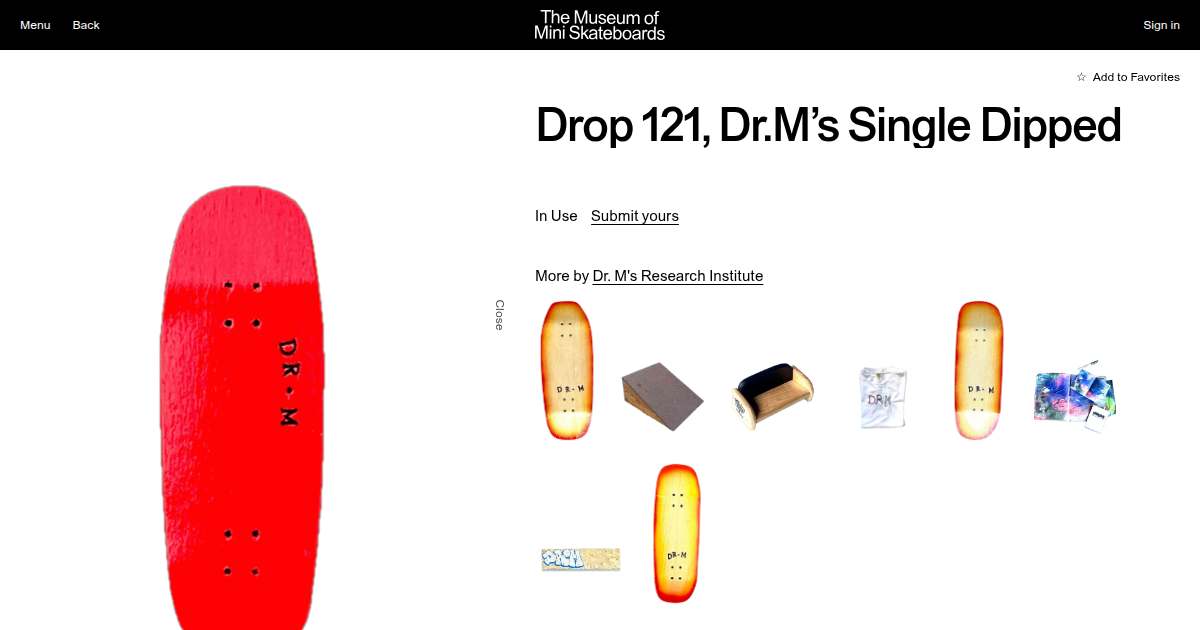 Menu
Back
The Museum of
Mini Skateboards
Sign in
☆ Add to Favorites
Drop 121, Dr.M’s Single Dipped
In Use
Submit yours
More by Dr. M's Research Institute
Close
DR·M
DR·M
DRM
DR·M
DR·M